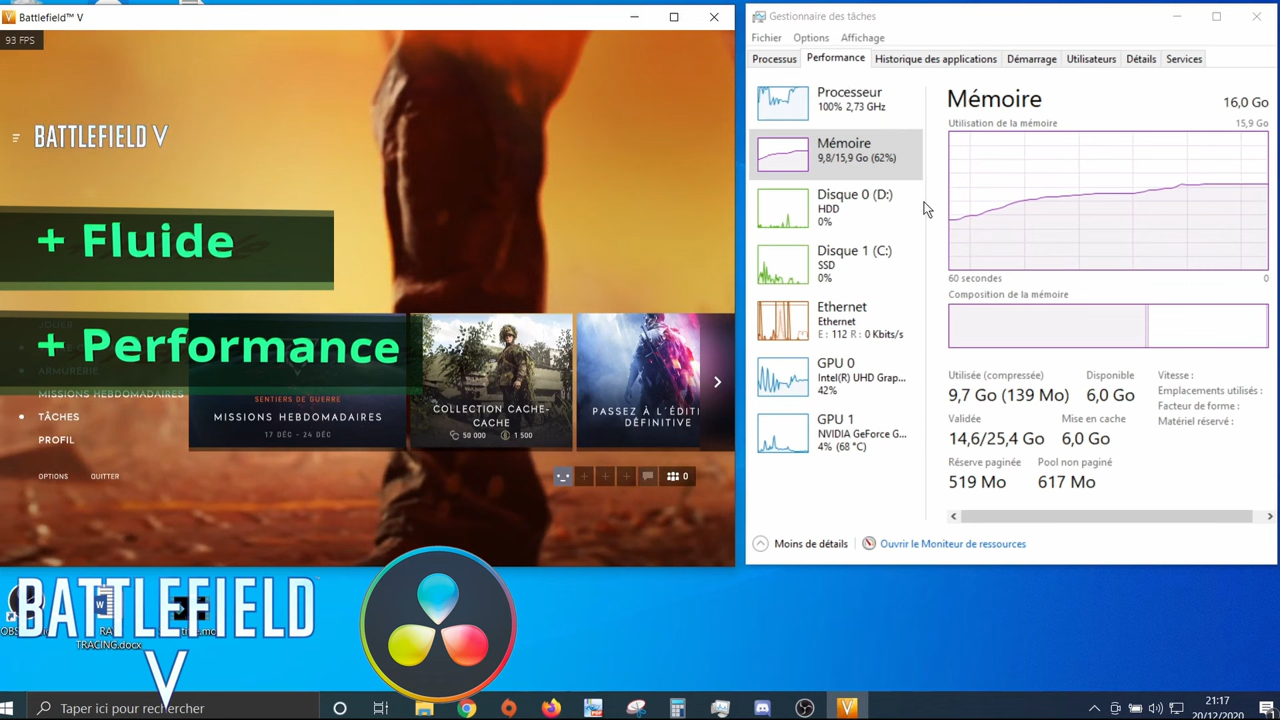 Battlefield™ V
93 FPS
BATTLEFIELD V
+ Fluide
+ Performance
JOUER
ARMURERIE
MISSIONS HEBDOMADAIRES
TÂCHES
PROFIL
OPTIONS QUITTER
SENTIERS DE GUERRE
MISSIONS HEBDOMADAIRES
17 DÉC - 24 DÉC
COLLECTION CACHE-
CACHE
50 000 1 500
PASSEZ À L'ÉDITI
DÉFINITIVE
0
Gestionnaire des tâches
Fichier Options Affichage
Processus Performance Historique des applications Démarrage Utilisateurs Détails Services
Processeur
100% 2,73 GHz
Mémoire
9,8/15,9 Go (62%)
Disque 0 (D:)
HDD
0%
Disque 1 (C:)
SSD
0%
Ethernet
Ethernet
E : 112 R : 0 Kbits/s
GPU 0
Intel(R) UHD Grap...
42%
GPU 1
NVIDIA GeForce G...
4% (68 °C)
Mémoire 16,0 Go
Utilisation de la mémoire 15,9 Go
60 secondes 0
Composition de la mémoire
Utilisée (compressée) Disponible Vitesse :
9,7 Go (139 Mo) 6,0 Go Emplacements utilisés :
Facteur de forme :
Validée Mise en cache Matériel réservé :
14,6/25,4 Go 6,0 Go
Réserve paginée Pool non paginé
519 Mo 617 Mo
Moins de détails Ouvrir le Moniteur de ressources
BATTLEFIELD
V
TRACING.docx
Taper ici pour rechercher
21:17
20/12/2020